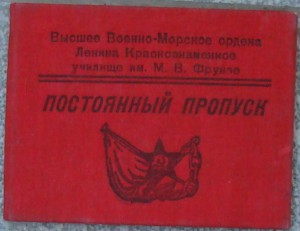 Высшее Военно-Морское ордена
Ленина Краснознаменное
училище им. М. В. Фрунзе
ПОСТОЯННЫЙ ПРОПУСК